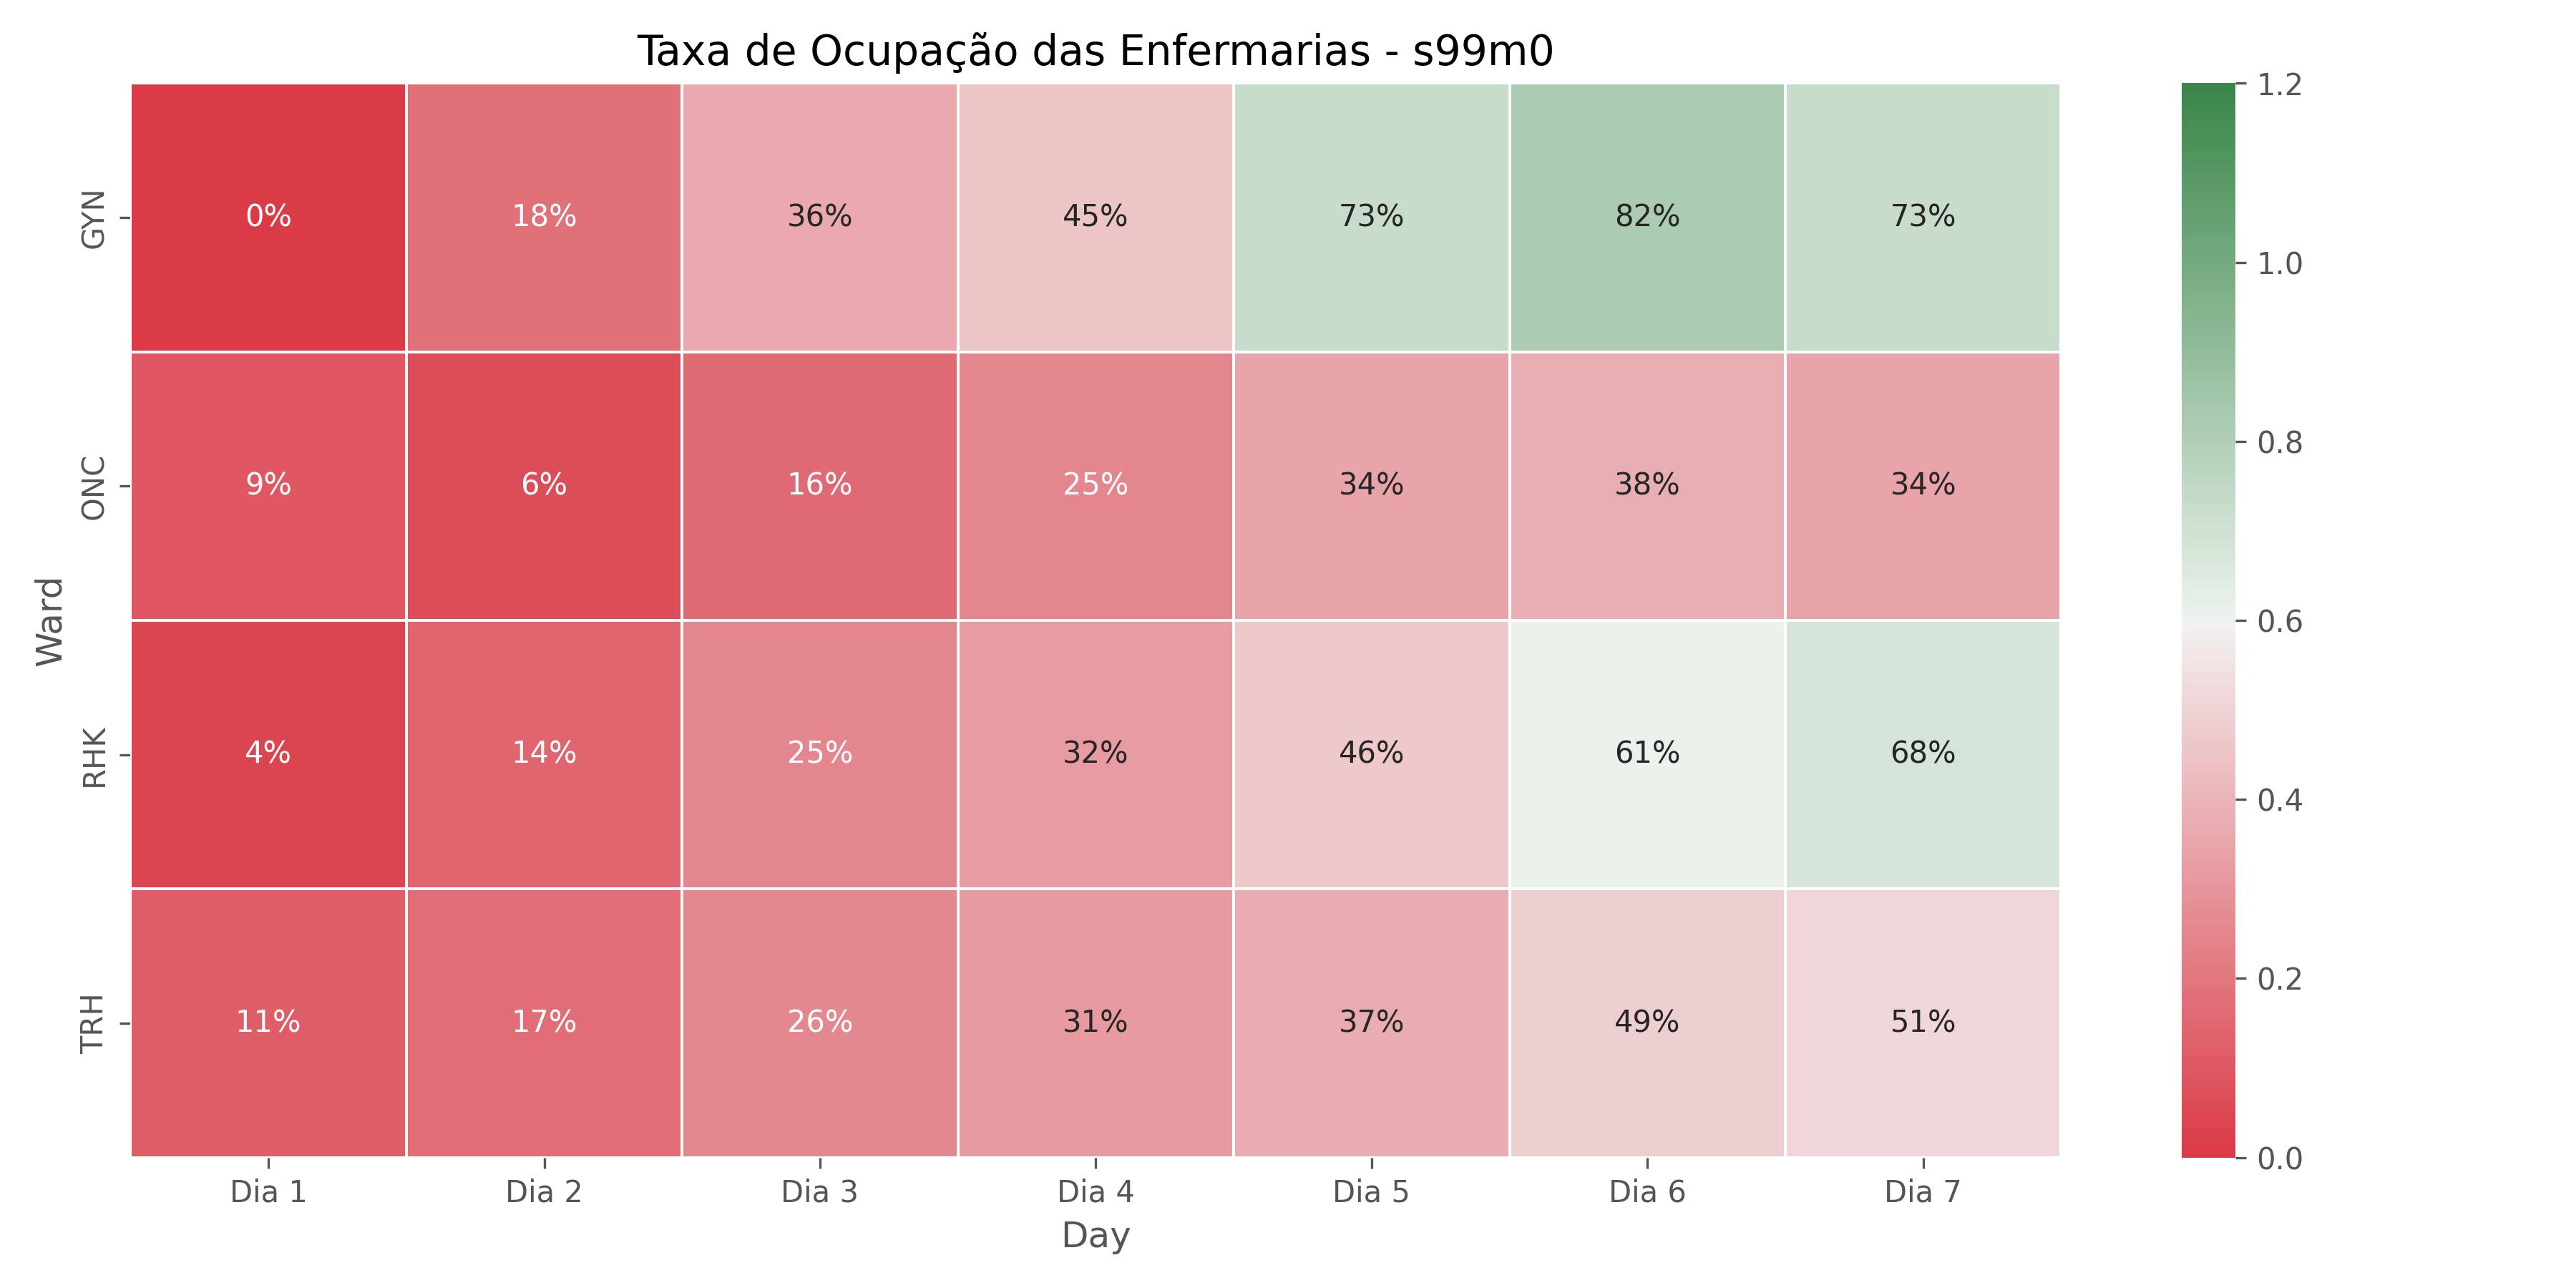 Taxa de Ocupação das Enfermarias - s99m0
GYN 0% 18% 36% 45% 73% 82% 73%
ONC 9% 6% 16% 25% 34% 38% 34%
RHK 4% 14% 25% 32% 46% 61% 68%
TRH 11% 17% 26% 31% 37% 49% 51%
Ward
Dia 1 Dia 2 Dia 3 Dia 4 Dia 5 Dia 6 Dia 7
Day
1.2
1.0
0.8
0.6
0.4
0.2
0.0